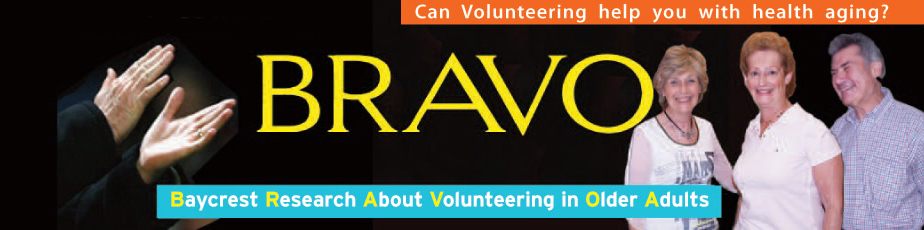 Can Volunteering help you with health aging?
BRAVO
Baycrest Research About Volunteering in Older Adults